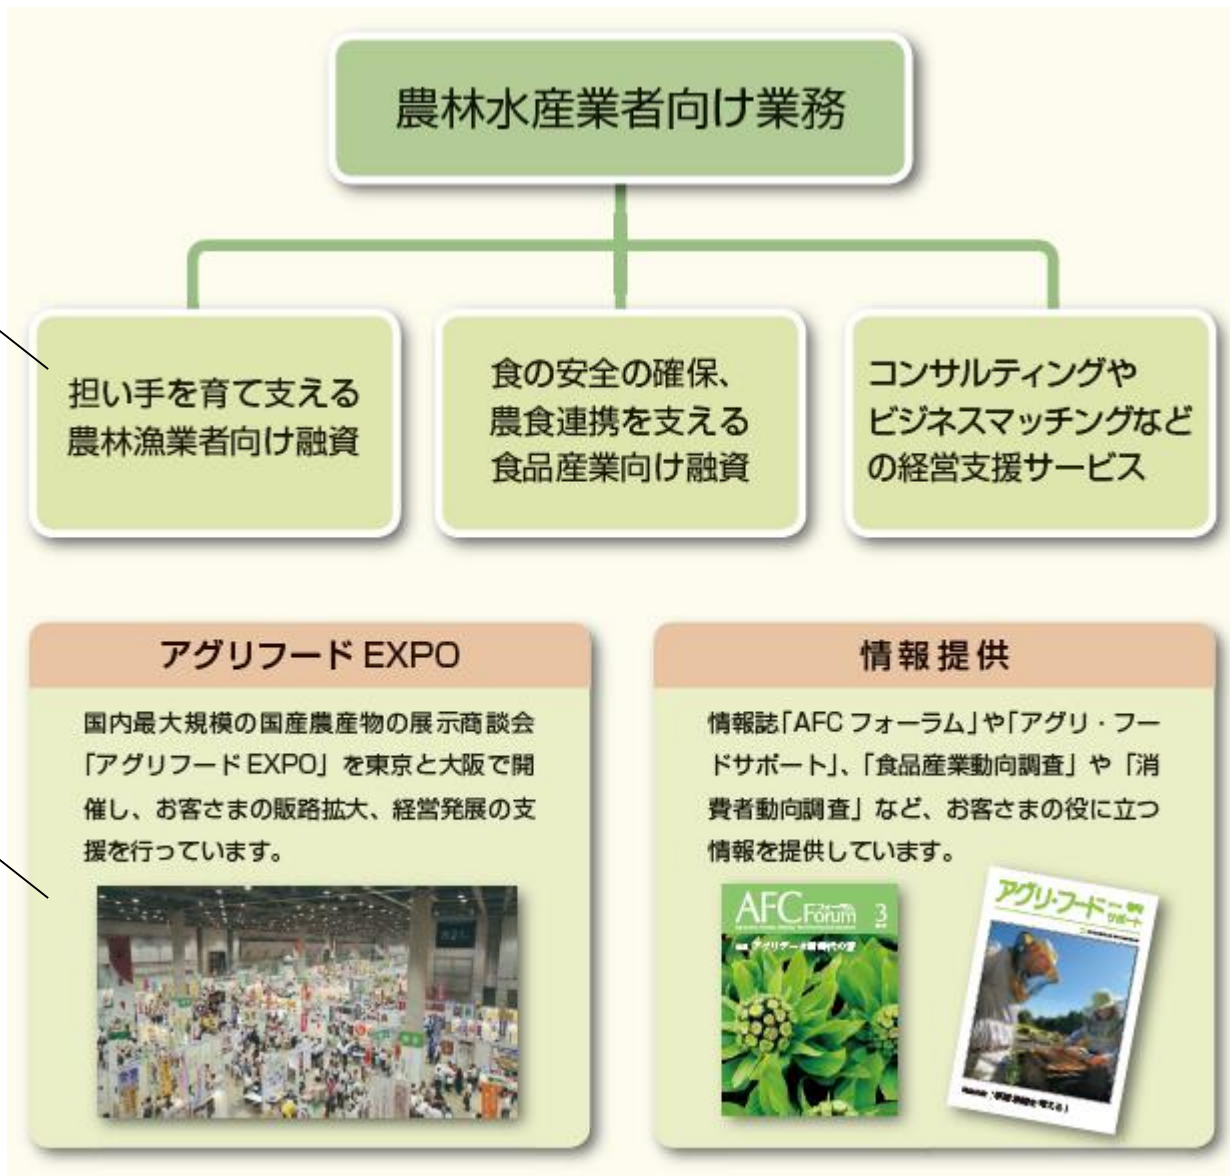 農林水産業者向け業務
担い手を育て支える
農林漁業者向け融資
食の安全の確保、
農食連携を支える
食品産業向け融資
コンサルティングや
ビジネスマッチングなど
の経営支援サービス
アグリフード EXPO
国内最大規模の国産農産物の展示商談会
「アグリフード EXPO」を東京と大阪で開
催し、お客さまの販路拡大、経営発展の支
援を行っています。
情報提供
情報誌「AFC フォーラム」や「アグリ・フー
ドサポート」、「食品産業動向調査」や「消
費者動向調査」など、お客さまの役に立つ
情報を提供しています。
AFC フォーラム Forum 3
アグリ・フード
サポート